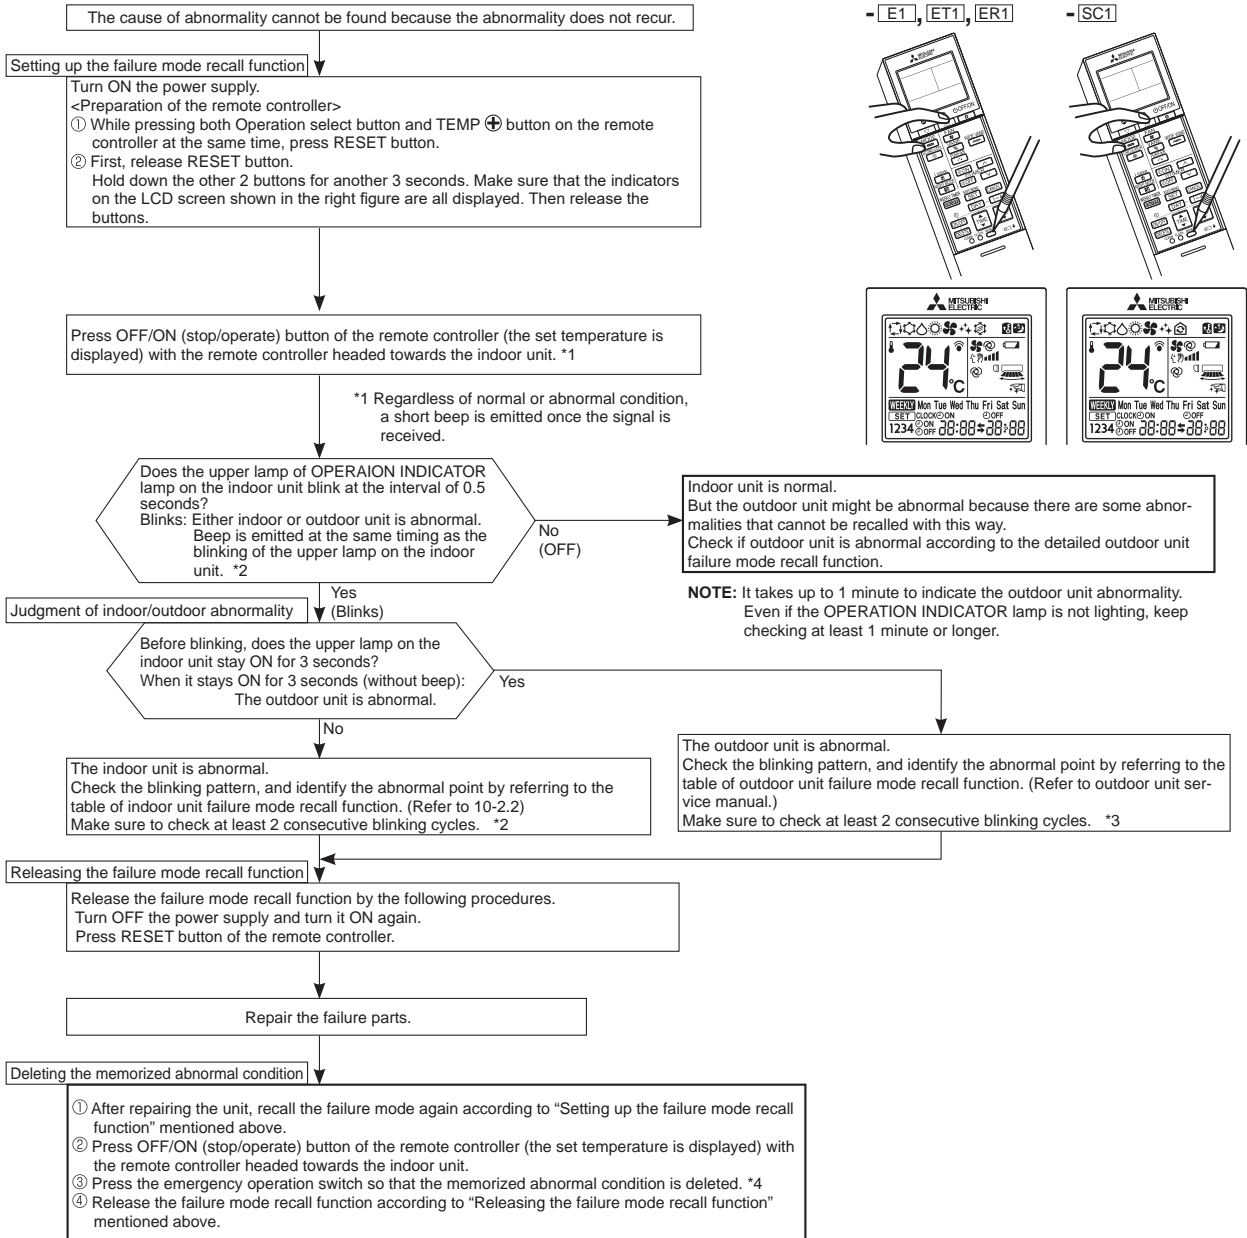 The cause of abnormality cannot be found because the abnormality does not recur.
Setting up the failure mode recall function
Turn ON the power supply.
<Preparation of the remote controller>
① While pressing both Operation select button and TEMP ⊕ button on the remote
controller at the same time, press RESET button.
② First, release RESET button.
Hold down the other 2 buttons for another 3 seconds. Make sure that the indicators
on the LCD screen shown in the right figure are all displayed. Then release the
buttons.
- E1, ET1, ER1
- SC1
MITSUBISHI
ELECTRIC
24°C
WEEKLY Mon Tue Wed Thu Fri Sat Sun
SET CLOCK ON OFF
1234 ON OFF 88:88 88:88
MITSUBISHI
ELECTRIC
24°C
WEEKLY Mon Tue Wed Thu Fri Sat Sun
SET CLOCK ON OFF
1234 ON OFF 88:88 88:88
Press OFF/ON (stop/operate) button of the remote controller (the set temperature is
displayed) with the remote controller headed towards the indoor unit. *1
*1 Regardless of normal or abnormal condition,
a short beep is emitted once the signal is
received.
Does the upper lamp of OPERAION INDICATOR
lamp on the indoor unit blink at the interval of 0.5
seconds?
Blinks: Either indoor or outdoor unit is abnormal.
Beep is emitted at the same timing as the
blinking of the upper lamp on the indoor
unit. *2
No
(OFF)
Indoor unit is normal.
But the outdoor unit might be abnormal because there are some abnor-
malities that cannot be recalled with this way.
Check if outdoor unit is abnormal according to the detailed outdoor unit
failure mode recall function.
NOTE: It takes up to 1 minute to indicate the outdoor unit abnormality.
Even if the OPERATION INDICATOR lamp is not lighting, keep
checking at least 1 minute or longer.
Yes
(Blinks)
Judgment of indoor/outdoor abnormality
Before blinking, does the upper lamp on the
indoor unit stay ON for 3 seconds?
When it stays ON for 3 seconds (without beep):
The outdoor unit is abnormal.
Yes
No
The indoor unit is abnormal.
Check the blinking pattern, and identify the abnormal point by referring to the
table of indoor unit failure mode recall function. (Refer to 10-2.2)
Make sure to check at least 2 consecutive blinking cycles. *2
The outdoor unit is abnormal.
Check the blinking pattern, and identify the abnormal point by referring to the
table of outdoor unit failure mode recall function. (Refer to outdoor unit ser-
vice manual.)
Make sure to check at least 2 consecutive blinking cycles. *3
Releasing the failure mode recall function
Release the failure mode recall function by the following procedures.
Turn OFF the power supply and turn it ON again.
Press RESET button of the remote controller.
Repair the failure parts.
Deleting the memorized abnormal condition
① After repairing the unit, recall the failure mode again according to “Setting up the failure mode recall
function” mentioned above.
② Press OFF/ON (stop/operate) button of the remote controller (the set temperature is displayed) with
the remote controller headed towards the indoor unit.
③ Press the emergency operation switch so that the memorized abnormal condition is deleted. *4
④ Release the failure mode recall function according to “Releasing the failure mode recall function”
mentioned above.